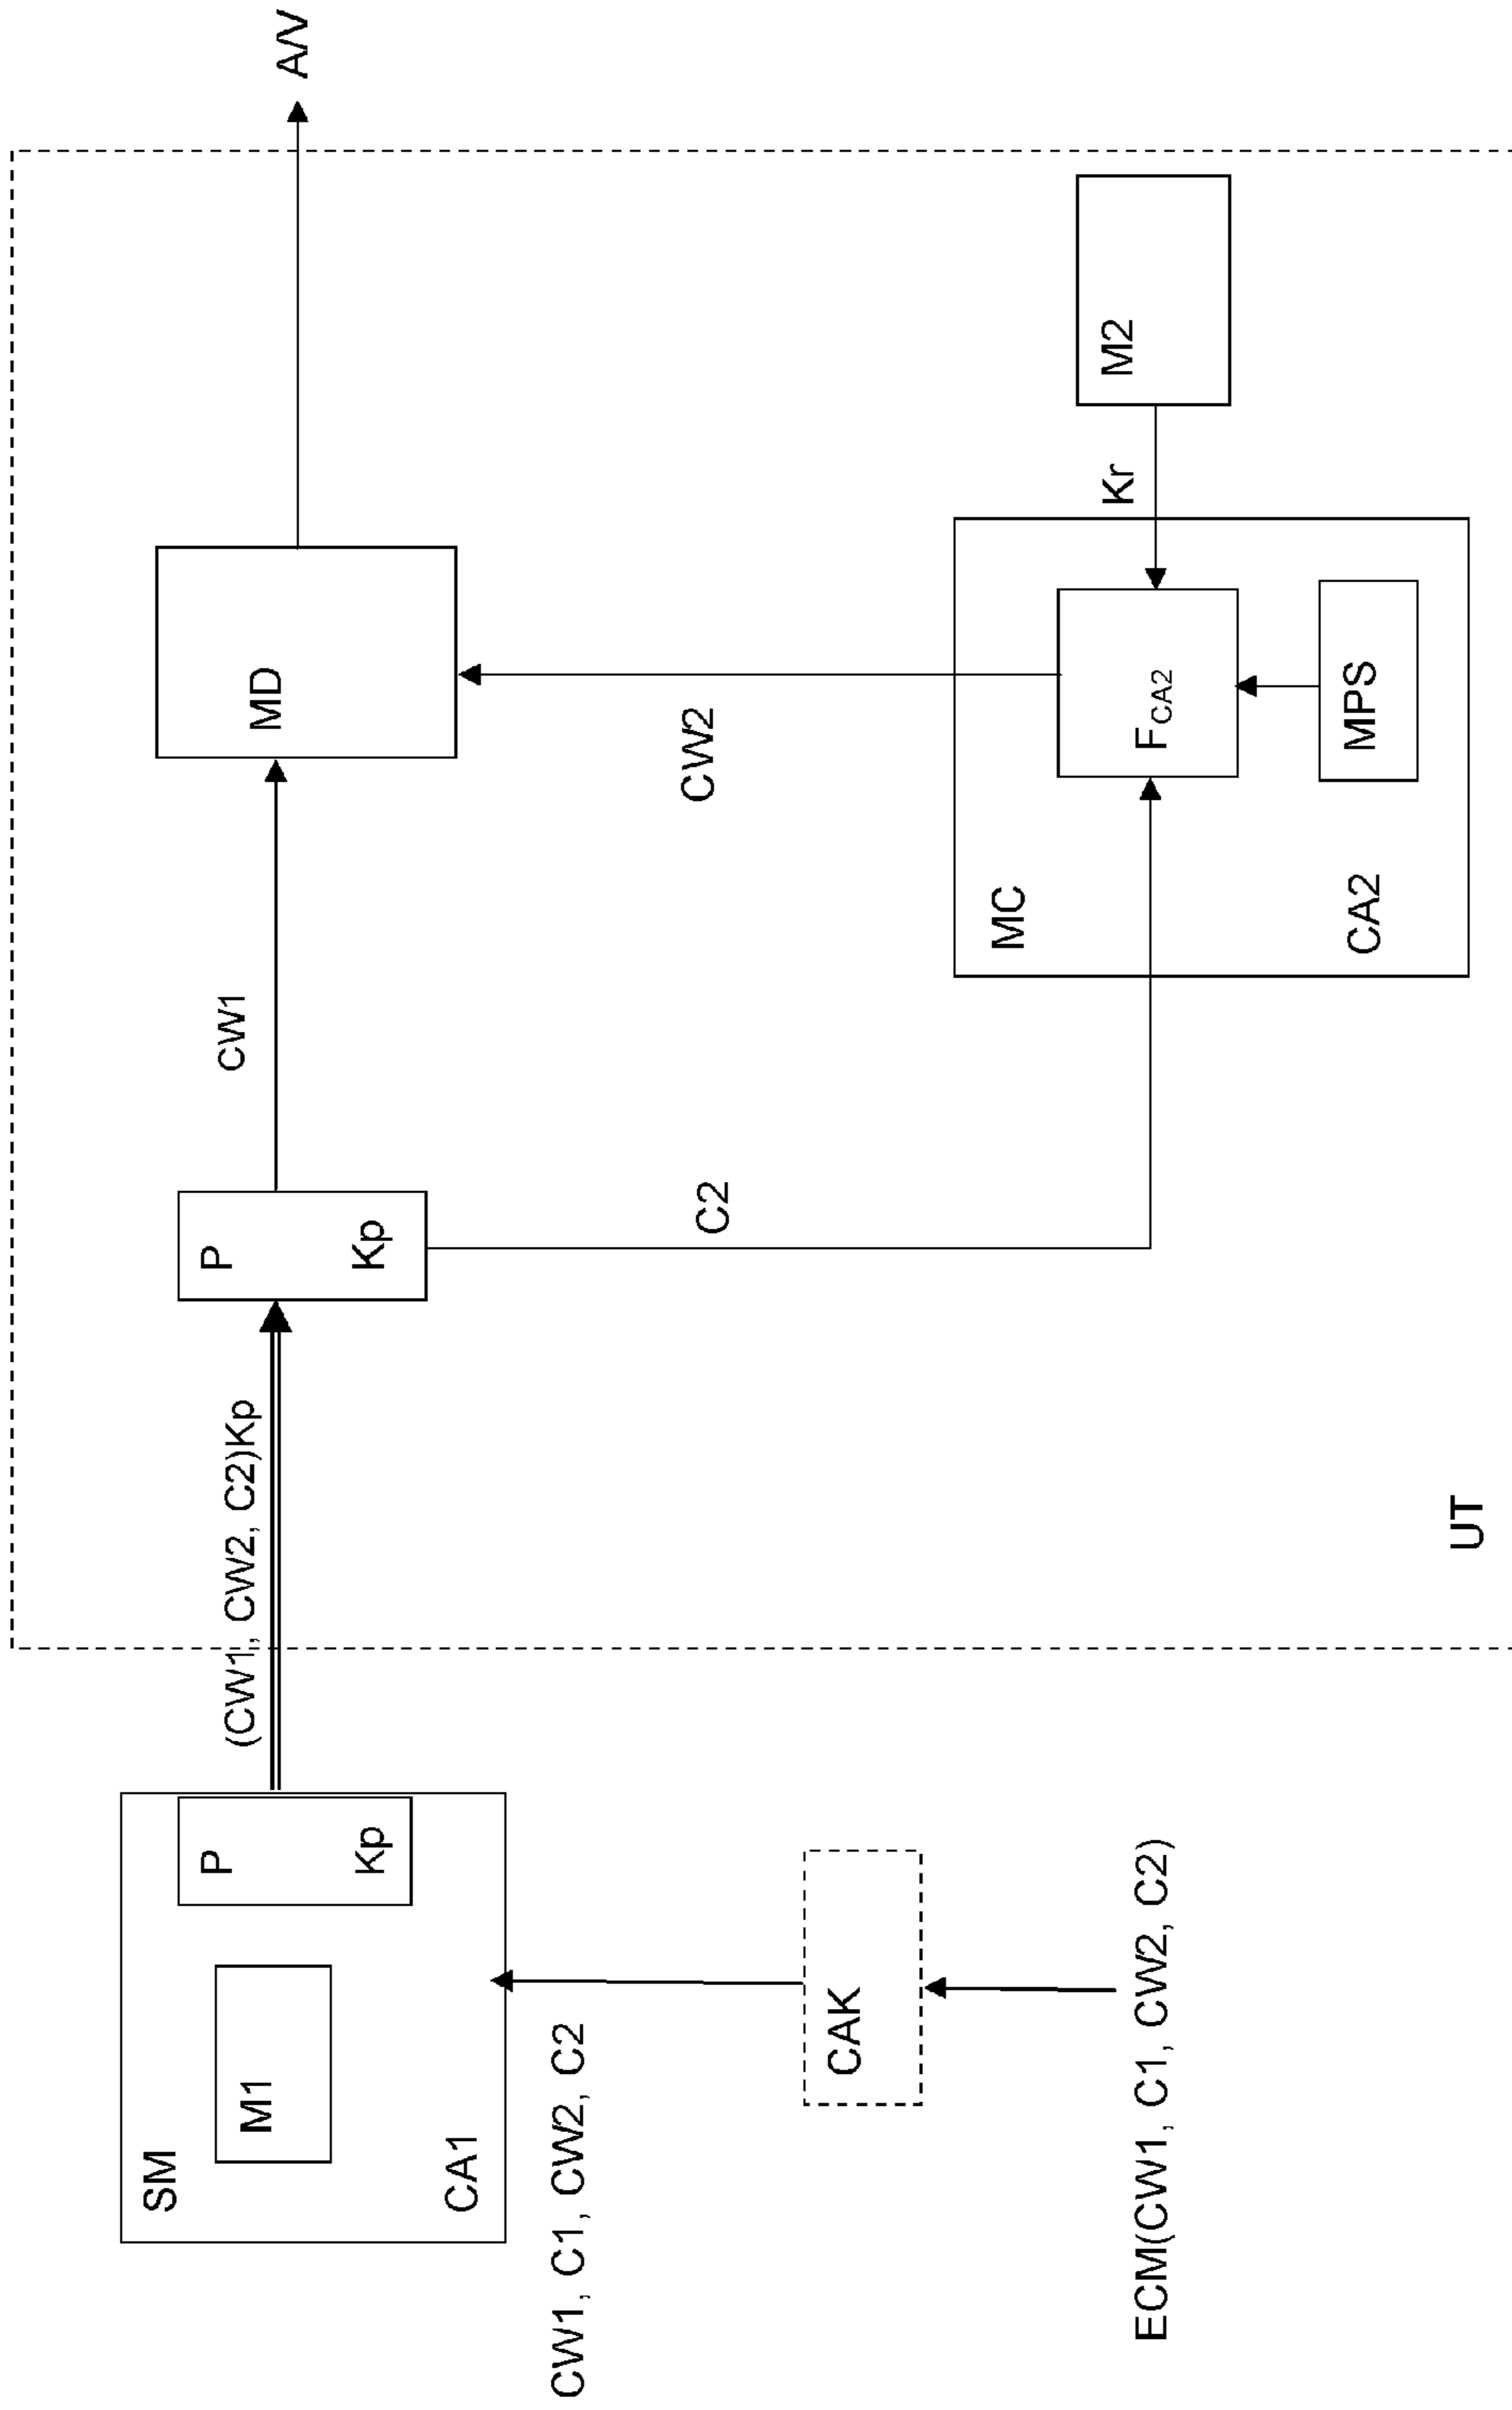 SM
M1
CA1
P
Kp
(CW1, CW2, C2)Kp
P
Kp
CW1
MD
A/V
CW1, C1, CW2, C2
CAK
ECM(CW1, C1, CW2, C2)
C2
CW2
MC
CA2
FCA2
MPS
Kr
M2
UT